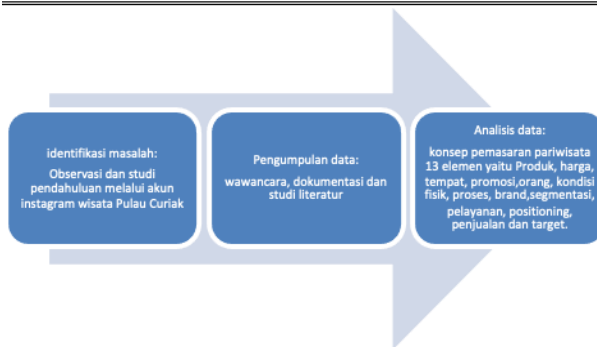 identifikasi masalah:
Observasi dan studi
pendahuluan melalui akun
instagram wisata Pulau Curiak
Pengumpulan data:
wawancara, dokumentasi dan
studi literatur
Analisis data:
konsep pemasaran pariwisata
13 elemen yaitu Produk, harga,
tempat, promosi,orang, kondisi
fisik, proses, brand,segmentasi,
pelayanan, positioning,
penjualan dan target.